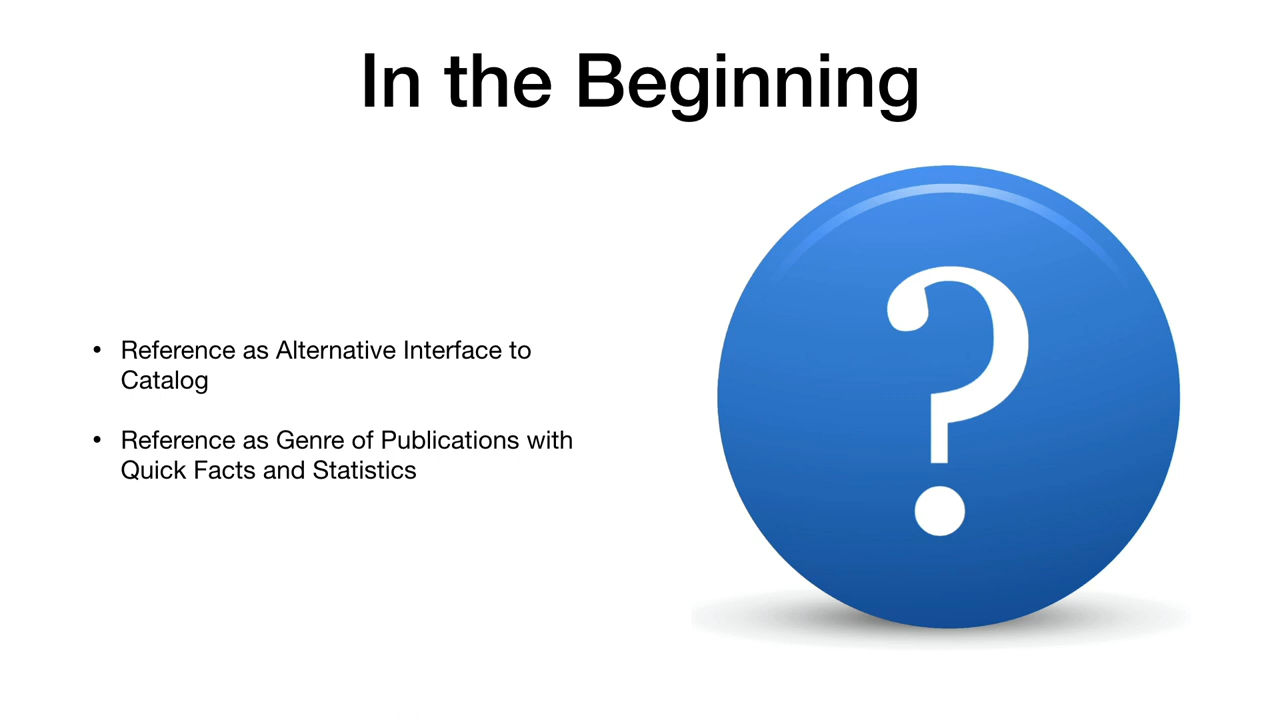 In the Beginning
• Reference as Alternative Interface to
Catalog
• Reference as Genre of Publications with
Quick Facts and Statistics
?